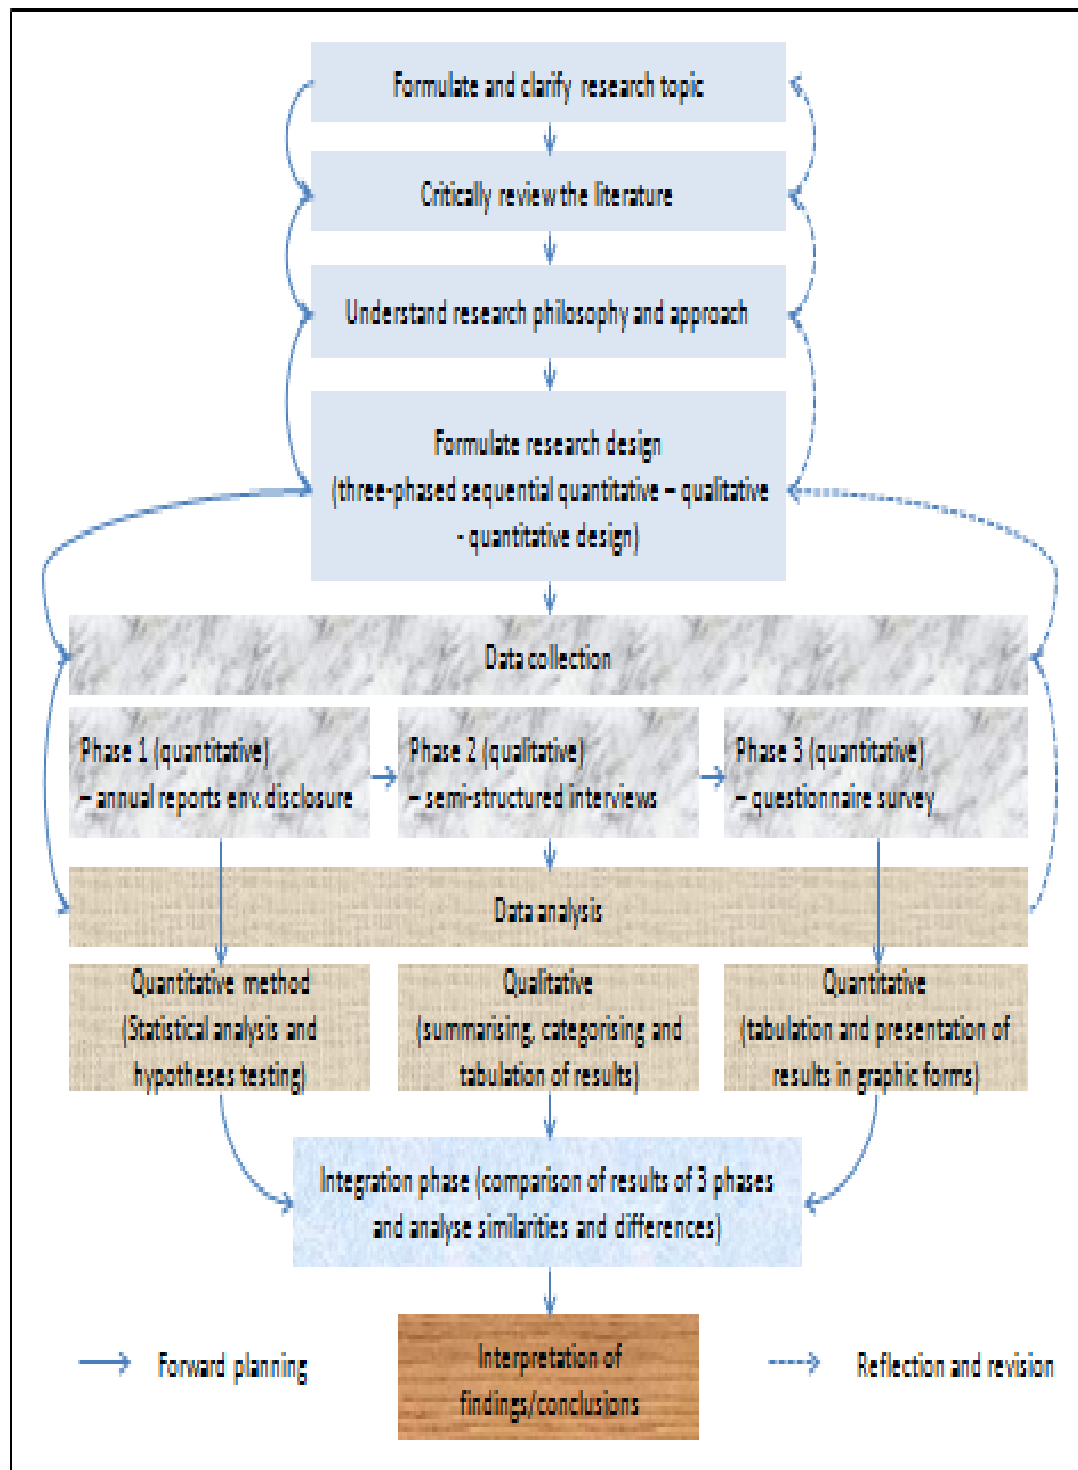 Formulate and clarify research topic
Critically review the literature
Understand research philosophy and approach
Formulate research design
(three-phased sequential quantitative – qualitative
- quantitative design)
Data collection
Phase 1 (quantitative)
– annual reports env. disclosure
Phase 2 (qualitative)
– semi-structured interviews
Phase 3 (quantitative)
– questionnaire survey
Data analysis
Quantitative method
(Statistical analysis and
hypotheses testing)
Qualitative
(summarising, categorising and
tabulation of results)
Quantitative
(tabulation and presentation of
results in graphic forms)
Integration phase (comparison of results of 3 phases
and analyse similarities and differences)
Interpretation of
findings/conclusions
Forward planning
Reflection and revision